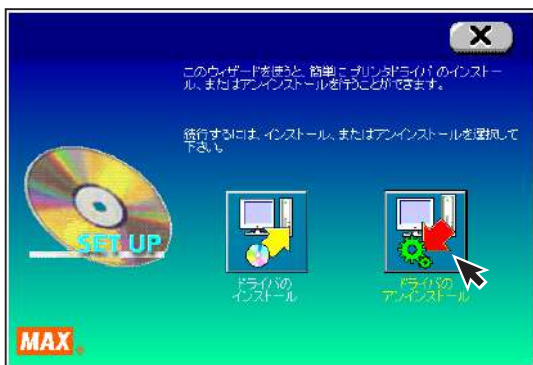 このウィザードを使うと、簡単にプリンタドライバのインストー
ル、またはアンインストールを行うことができます。
続行するには、インストール、またはアンインストールを選択して
下さい。
SET UP
ドライバの
インストール
ドライバの
アンインストール
MAX